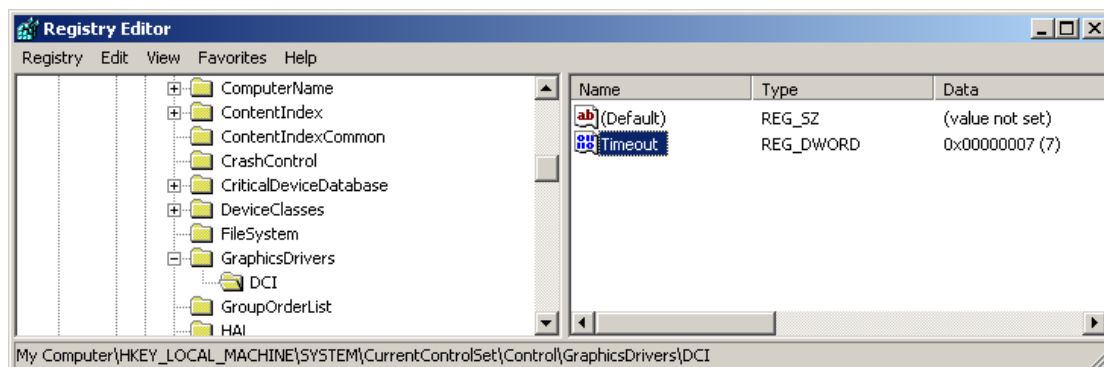 Registry Editor
Registry Edit View Favorites Help
ComputerName
ContentIndex
ContentIndexCommon
CrashControl
CriticalDeviceDatabase
DeviceClasses
FileSystem
GraphicsDrivers
DCI
GroupOrderList
HAL
Name Type Data
ab (Default) REG_SZ (value not set)
Timeout REG_DWORD 0x00000007 (7)
My Computer\HKEY_LOCAL_MACHINE\SYSTEM\CurrentControlSet\Control\GraphicsDrivers\DCI